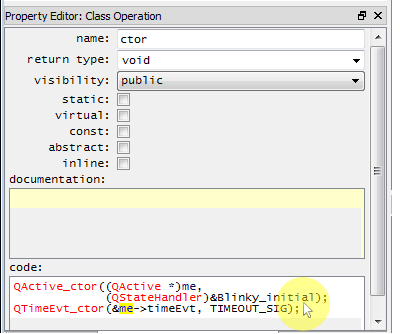 Property Editor: Class Operation
name: ctor
return type: void
visibility: public
static:
virtual:
const:
abstract:
inline:
documentation:
code:
QActive_ctor((QActive *)me,
(QStateHandler)&Blinky_initial);
QTimeEvt_ctor(&me->timeEvt, TIMEOUT_SIG);